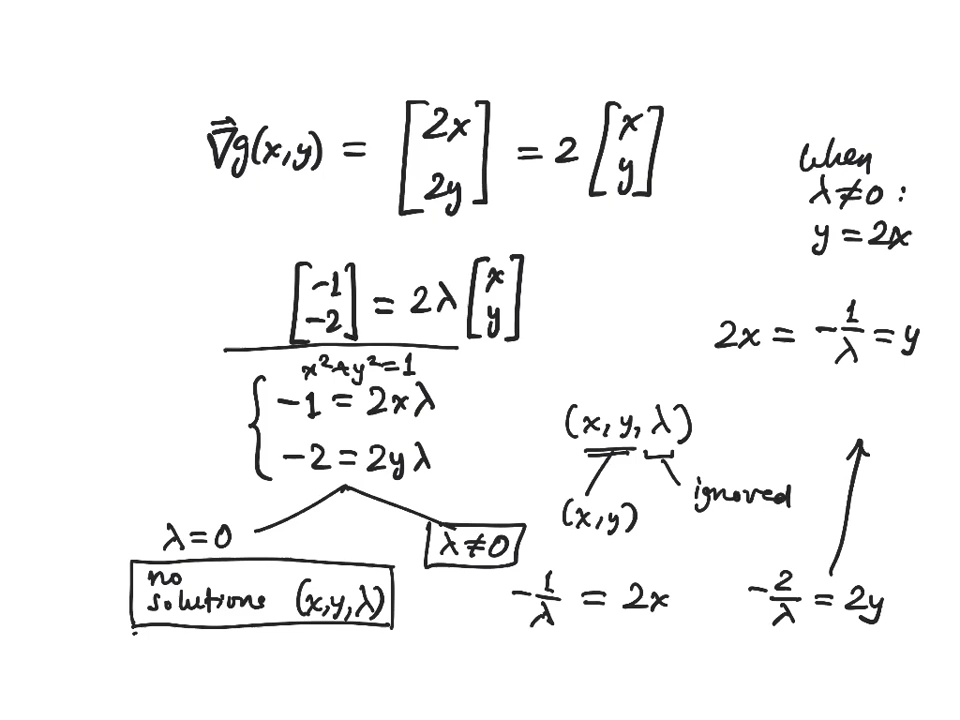 ∇⃗g(x,y) = [2x 2y] = 2 [x y]
when
λ≠0 :
y = 2x
[-1 -2] = 2λ [x y]
2x = -1/λ = y
x²+y²=1
{ -1 = 2xλ
-2 = 2yλ
(x, y, λ)
ignored
(x,y)
λ=0
λ≠0
no
solutions (x,y,λ)
-1/λ = 2x
-2/λ = 2y